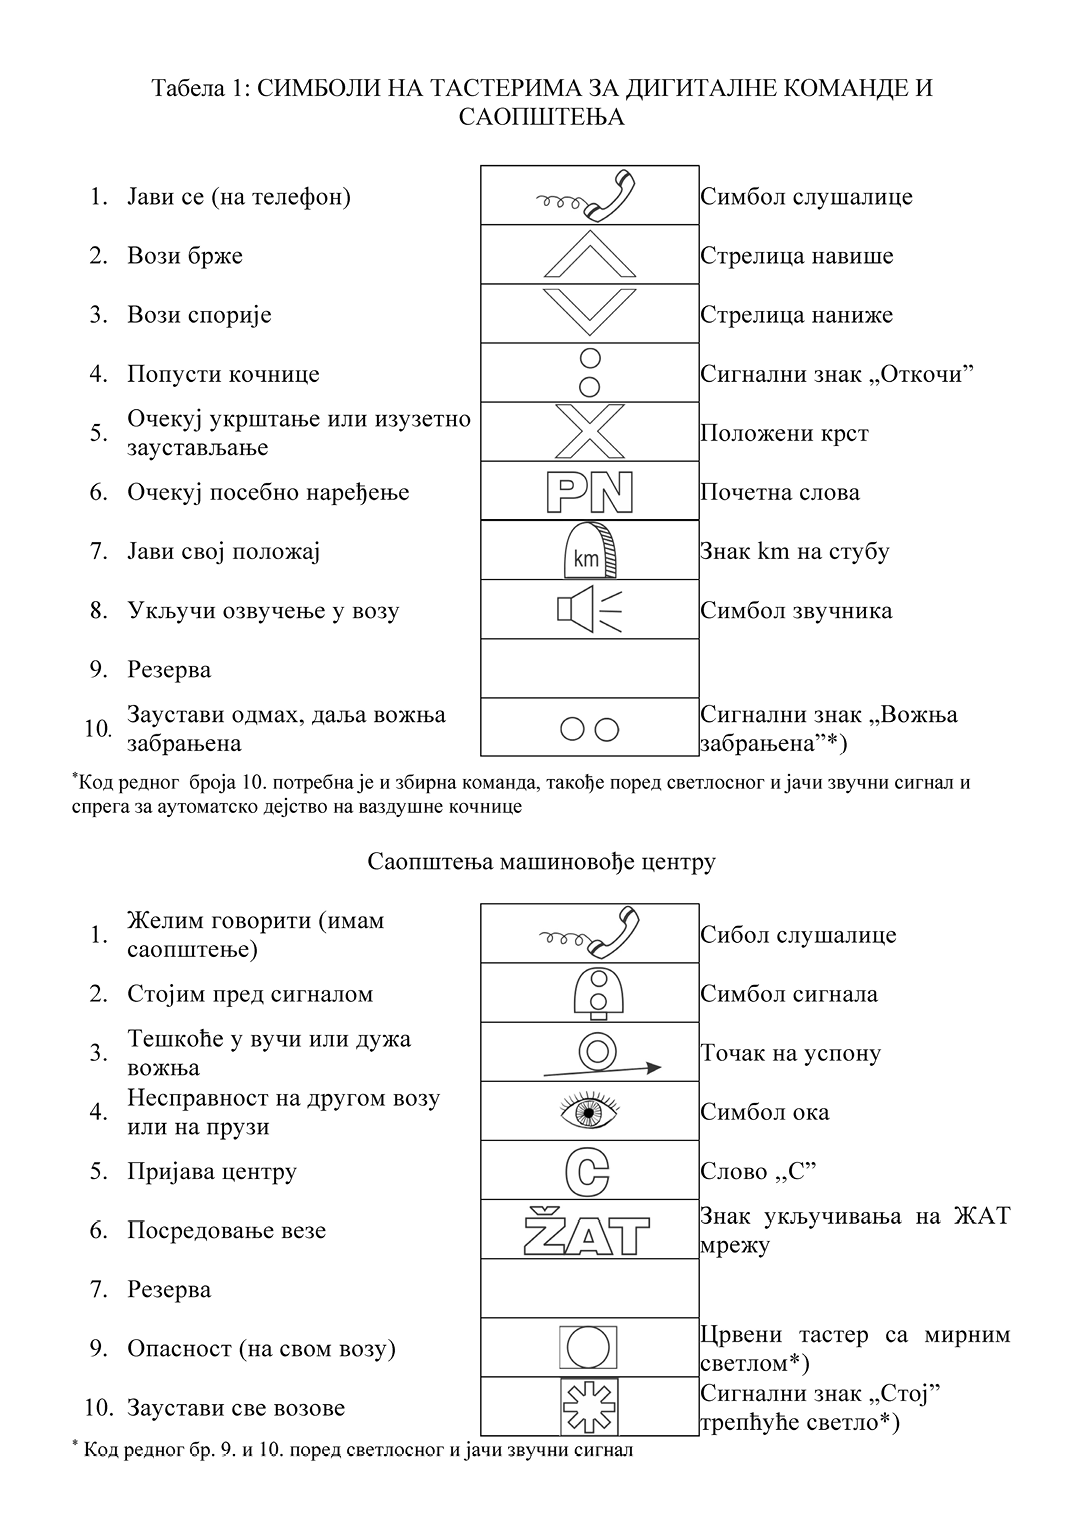 Табела 1: СИМБОЛИ НА ТАСТЕРИМА ЗА ДИГИТАЛНЕ КОМАНДЕ И
САОПШТЕЊА
1. Јави се (на телефон) Симбол слушалице
2. Вози брже Стрелица навише
3. Вози спорије Стрелица наниже
4. Попусти кочнице Сигнални знак „Откочи”
5. Очекуј укрштање или изузетно
заустављање Положени крст
6. Очекуј посебно наређење PN Почетна слова
7. Јави свој положај km Знак km на стубу
8. Укључи озвучење у возу Симбол звучника
9. Резерва
10. Заустави одмах, даља вожња
забрањена
Сигнални знак „Вожња
забрањена”*)
*Код редног броја 10. потребна је и збирна команда, такође поред светлосног и јачи звучни сигнал и
спрега за аутоматско дејство на ваздушне кочнице
Саопштења машиновође центру
1. Желим говорити (имам
саопштење) Сибол слушалице
2. Стојим пред сигналом Симбол сигнала
3. Тешкоће у вучи или дужа
вожња Точак на успону
4. Несправност на другом возу
или на прузи Симбол ока
5. Пријава центру C Слово ,,С”
6. Посредовање везе ŽAT Знак укључивања на ЖАТ
мрежу
7. Резерва
9. Опасност (на свом возу) Црвени тастер са мирним
светлом*)
10. Заустави све возове Сигнални знак „Стој”
трепћуће светло*)
* Код редног бр. 9. и 10. поред светлосног и јачи звучни сигнал